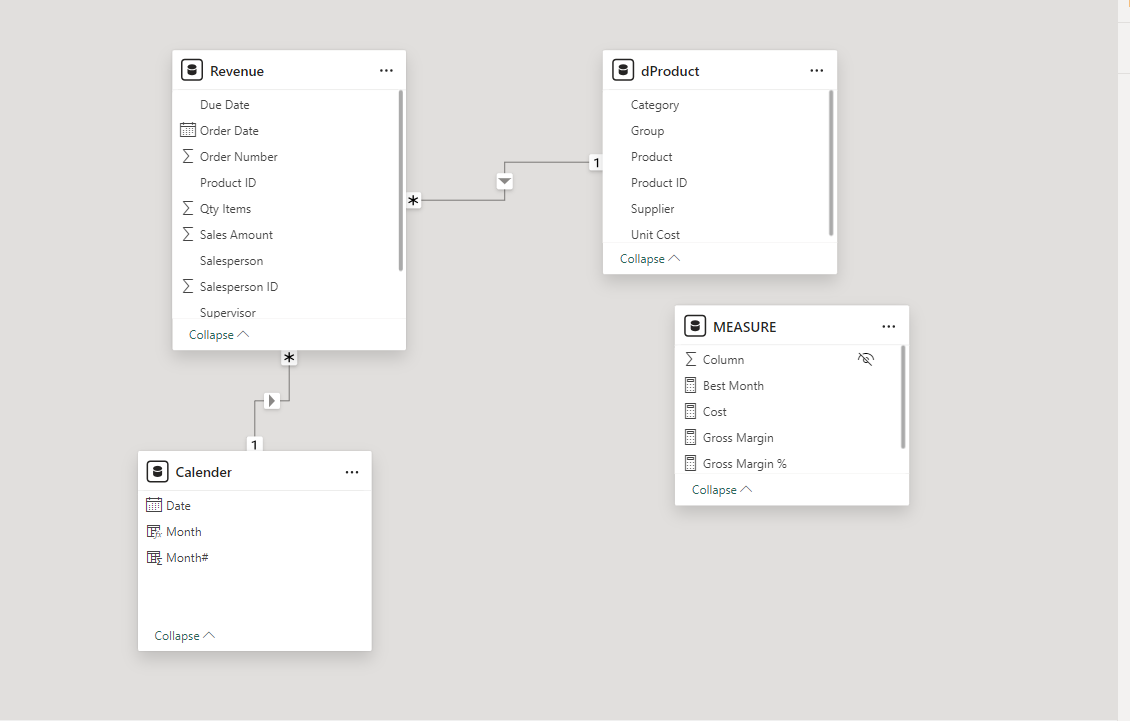 Revenue
Due Date
Order Date
Order Number
Product ID
Qty Items
Sales Amount
Salesperson
Salesperson ID
Supervisor
Collapse
*
*
1
dProduct
Category
Group
Product
Product ID
Supplier
Unit Cost
Collapse
1
MEASURE
Column
Best Month
Cost
Gross Margin
Gross Margin %
Collapse
Calender
Date
Month
Month#
Collapse